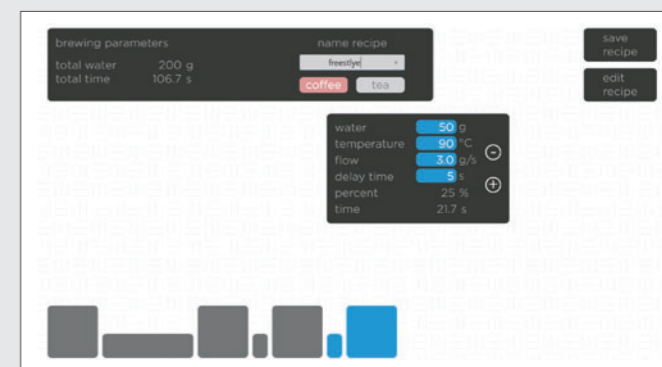 brewing parameters
total water 200 g
total time 106.7 s
name recipe
freestlye
coffee tea
save
recipe
edit
recipe
water 50 g
temperature 90 °C
flow 3.0 g/s
delay time 5 s
percent 25 %
time 21.7 s